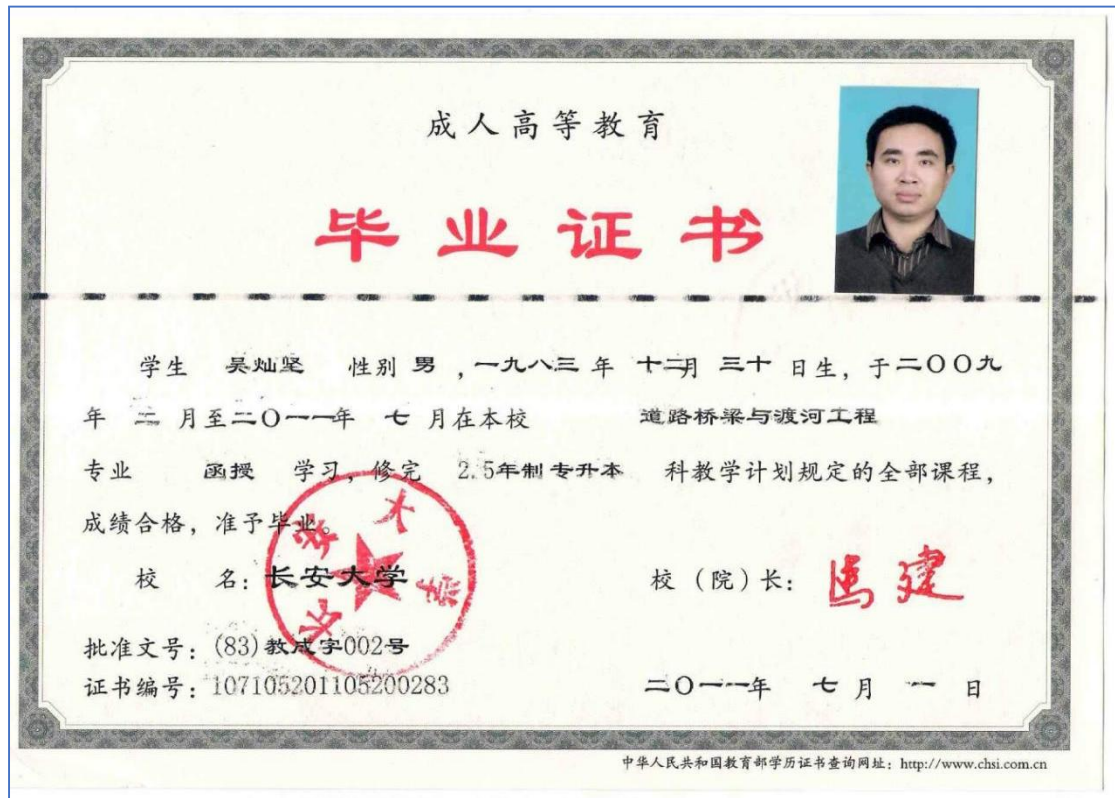 成人高等教育
毕业证书
学生 吴灿坚 性别 男 ，一九八三 年 十二月 三十 日生，于二〇〇九
年 二 月至二〇一一年 七 月在本校 道路桥梁与渡河工程
专业 函授 学习，修完 2.5年制 专升本 科教学计划规定的全部课程，
成绩合格，准予毕业。
校 名：长安大学
校（院）长：马建
批准文号：(83)教成字002号
证书编号：107105201105200283
二〇一一年 七 月 一 日
中华人民共和国教育部学历证书查询网址：http://www.chsi.com.cn